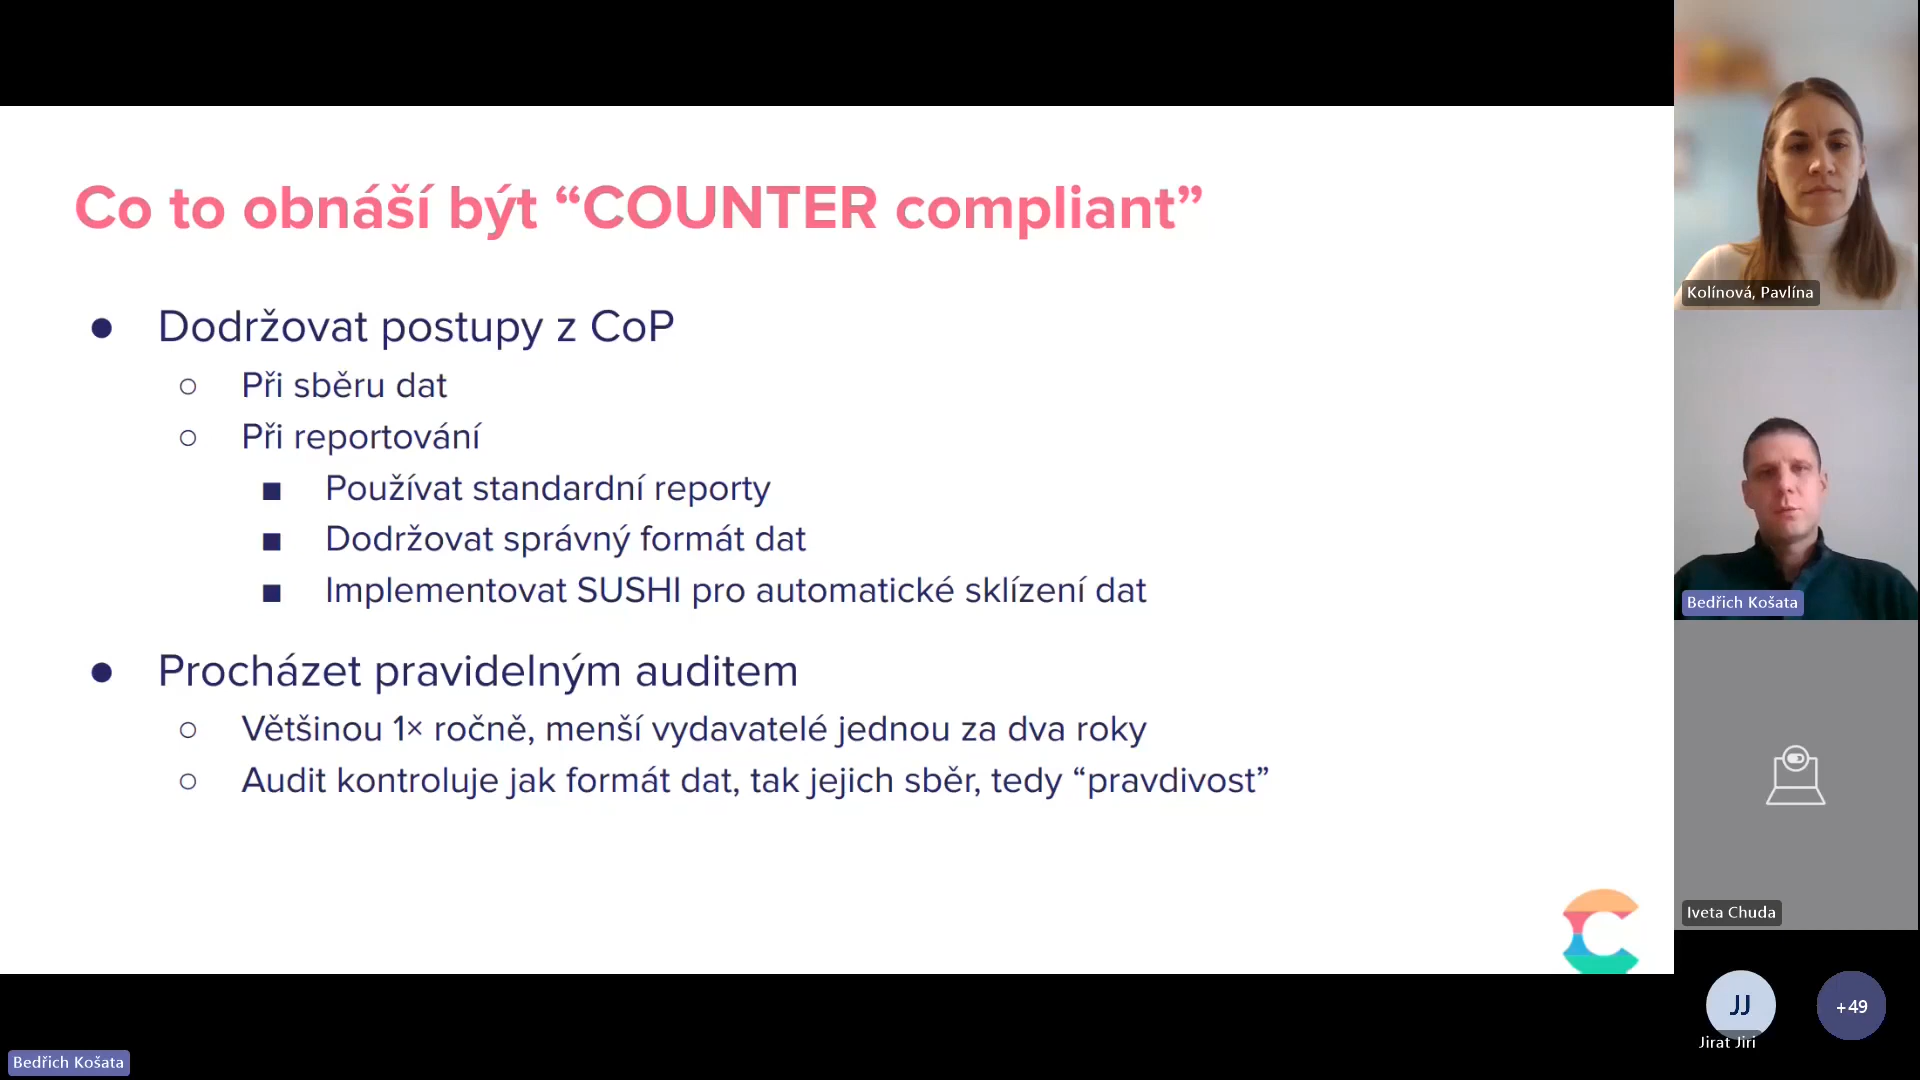 Co to obnáší být “COUNTER compliant”
● Dodržovat postupy z CoP
○ Při sběru dat
○ Při reportování
■ Používat standardní reporty
■ Dodržovat správný formát dat
■ Implementovat SUSHI pro automatické sklízení dat
● Procházet pravidelným auditem
○ Většinou 1× ročně, menší vydavatelé jednou za dva roky
○ Audit kontroluje jak formát dat, tak jejich sběr, tedy “pravdivost”
Bedřich Košata
Kolínová, Pavlína
Bedřich Košata
Iveta Chuda
JJ
Jirat Jiri
+49